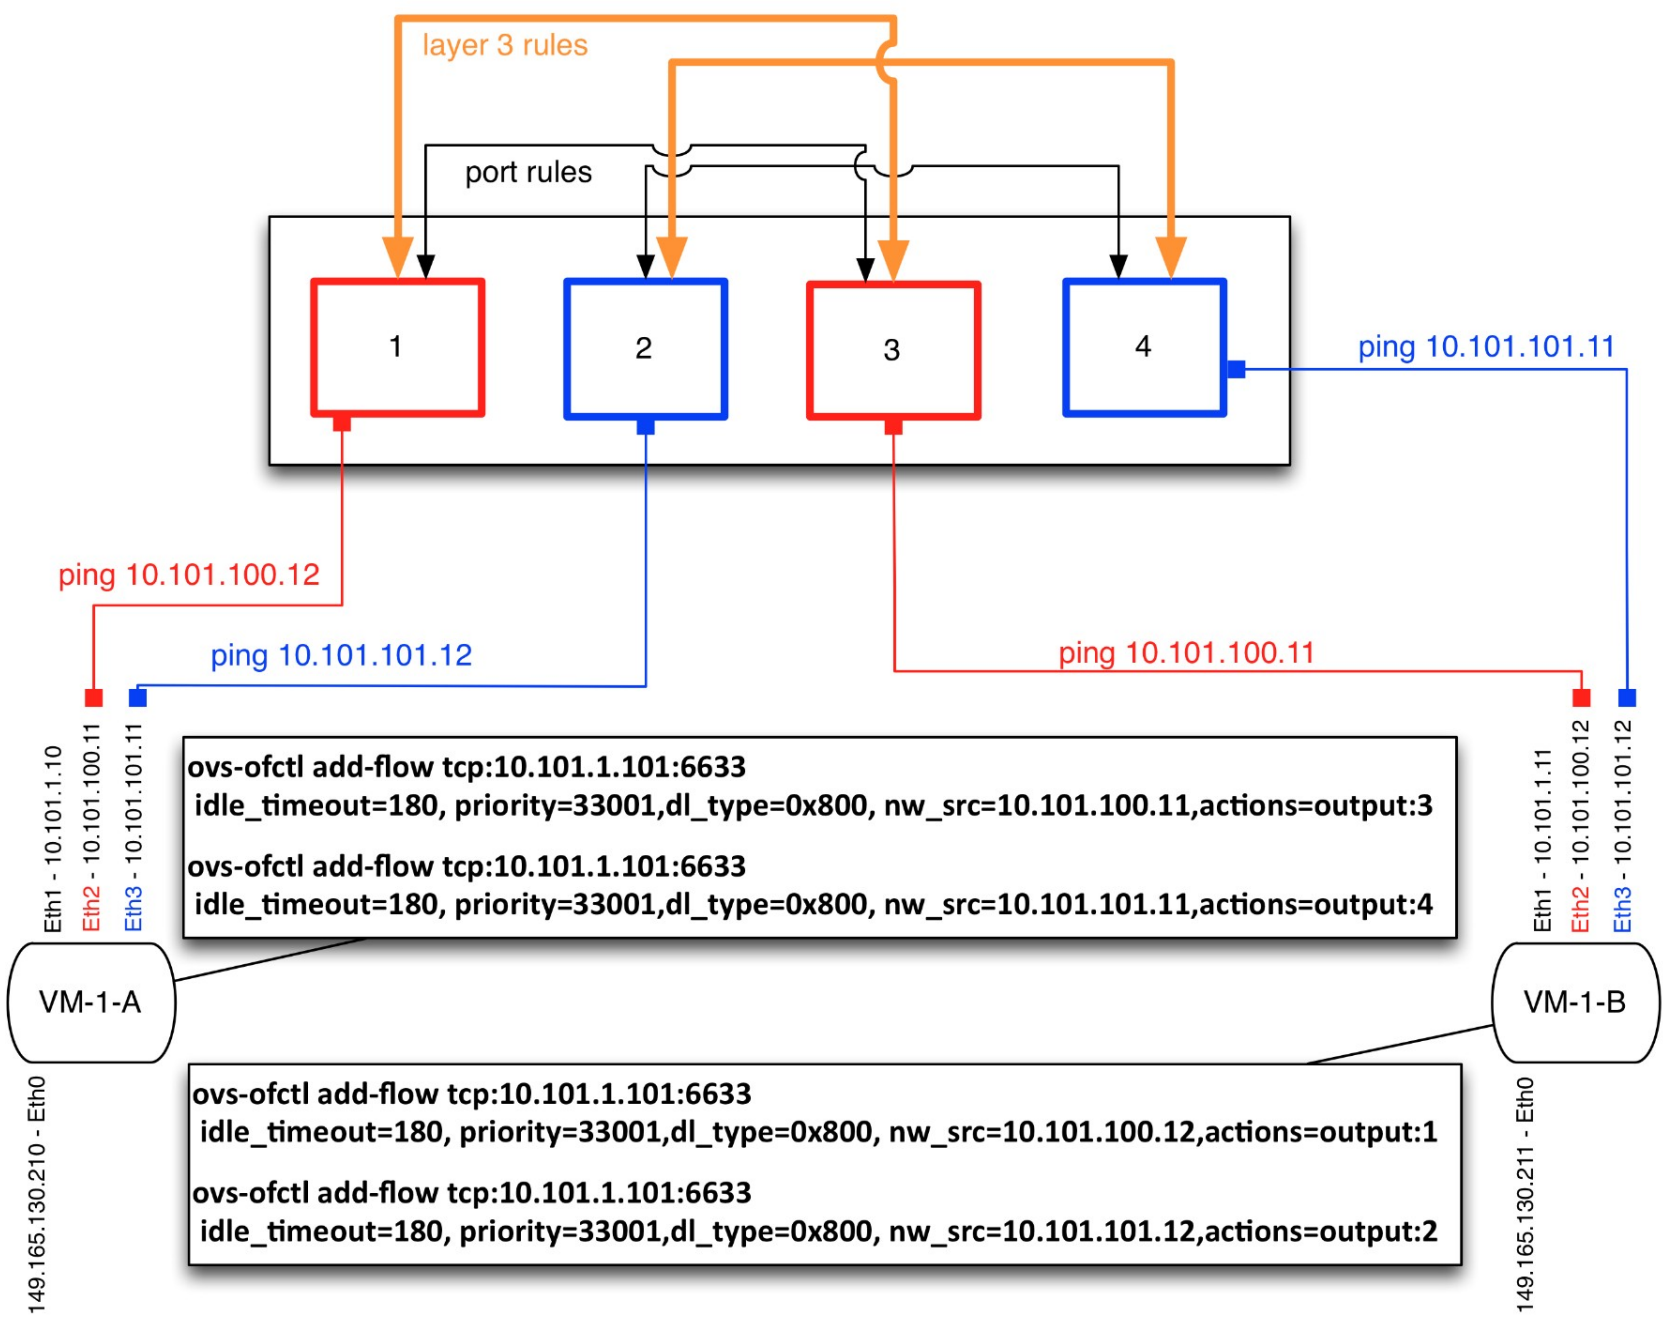 layer 3 rules
port rules
1
2
3
4
ping 10.101.101.11
ping 10.101.100.12
ping 10.101.101.12
ping 10.101.100.11
Eth1 - 10.101.1.10
Eth2 - 10.101.100.11
Eth3 - 10.101.101.11
ovs-ofctl add-flow tcp:10.101.1.101:6633
idle_timeout=180, priority=33001,dl_type=0x800, nw_src=10.101.100.11,actions=output:3
ovs-ofctl add-flow tcp:10.101.1.101:6633
idle_timeout=180, priority=33001,dl_type=0x800, nw_src=10.101.101.11,actions=output:4
Eth1 - 10.101.1.11
Eth2 - 10.101.100.12
Eth3 - 10.101.101.12
VM-1-A
VM-1-B
149.165.130.210 - Eth0
ovs-ofctl add-flow tcp:10.101.1.101:6633
idle_timeout=180, priority=33001,dl_type=0x800, nw_src=10.101.100.12,actions=output:1
ovs-ofctl add-flow tcp:10.101.1.101:6633
idle_timeout=180, priority=33001,dl_type=0x800, nw_src=10.101.101.12,actions=output:2
149.165.130.211 - Eth0